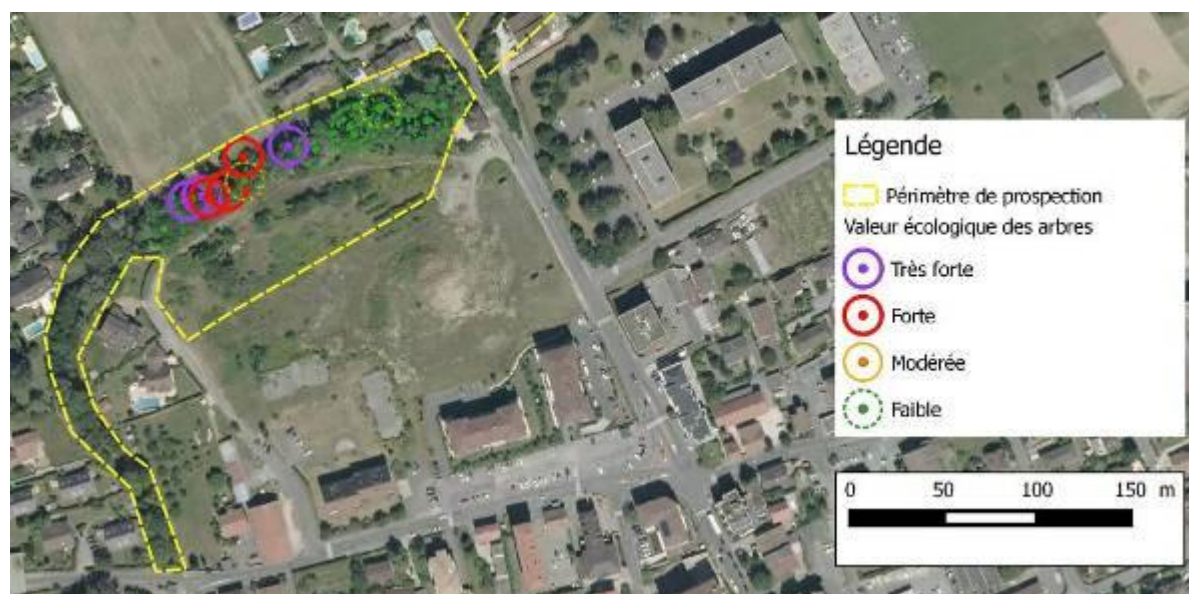 Légende
Périmètre de prospection
Valeur écologique des arbres
Très forte
Forte
Modérée
Faible
0 50 100 150 m